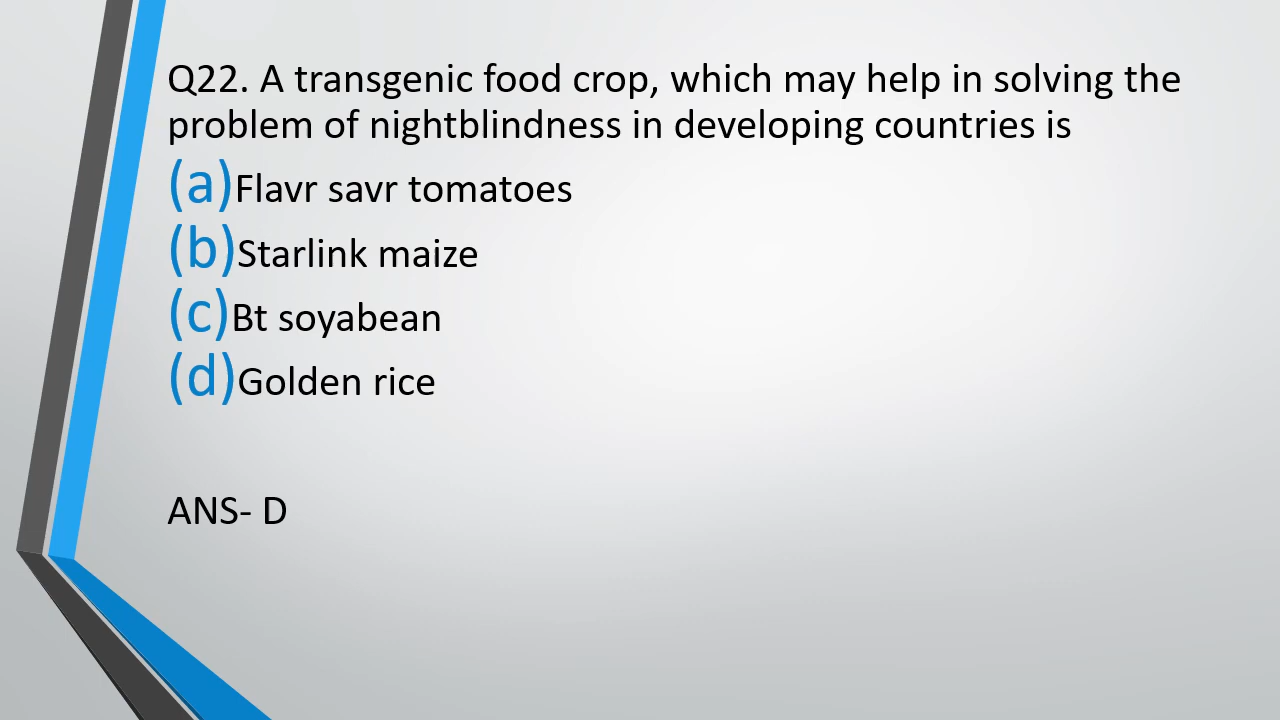 Q22. A transgenic food crop, which may help in solving the
problem of nightblindness in developing countries is
(a)Flavr savr tomatoes
(b)Starlink maize
(c)Bt soyabean
(d)Golden rice
ANS- D